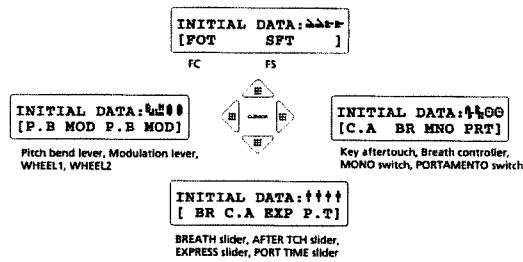 INITIAL DATA:
[FOT SFT ]
FC FS
CURSOR
INITIAL DATA:
[P.B MOD P.B MOD]
Pitch bend lever, Modulation lever,
WHEEL1, WHEEL2
INITIAL DATA:
[C.A BR MNO PRT]
Key aftertouch, Breath controller,
MONO switch, PORTAMENTO switch
INITIAL DATA:
[ BR C.A EXP P.T]
BREATH slider, AFTER TCH slider,
EXPRESS slider, PORT TIME slider